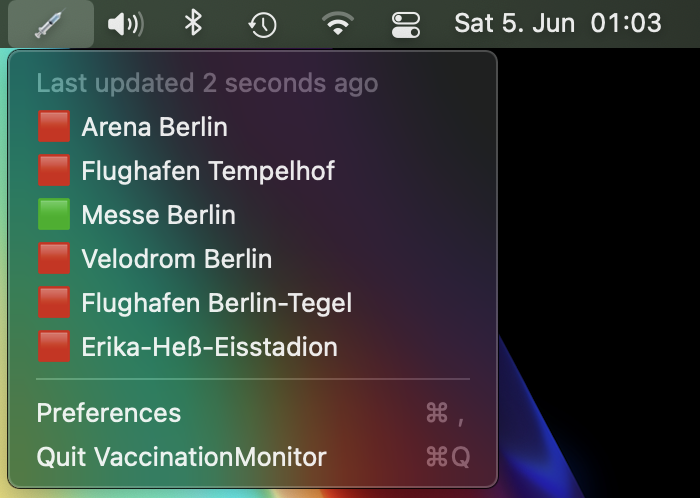 Sat 5. Jun 01:03
Last updated 2 seconds ago
Arena Berlin
Flughafen Tempelhof
Messe Berlin
Velodrom Berlin
Flughafen Berlin-Tegel
Erika-Heß-Eisstadion
Preferences ⌘ ,
Quit VaccinationMonitor ⌘Q